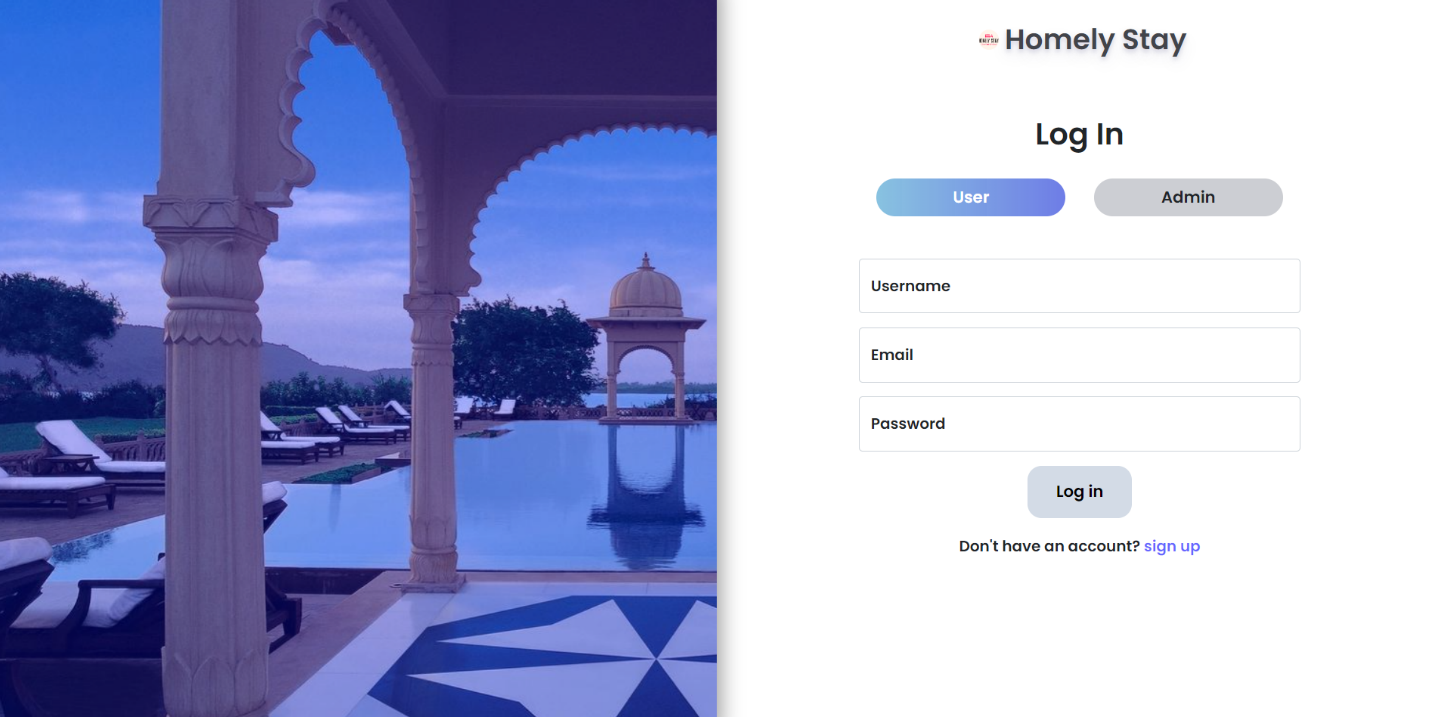 Homely Stay
Log In
User
Admin
Username
Email
Password
Log in
Don't have an account? sign up